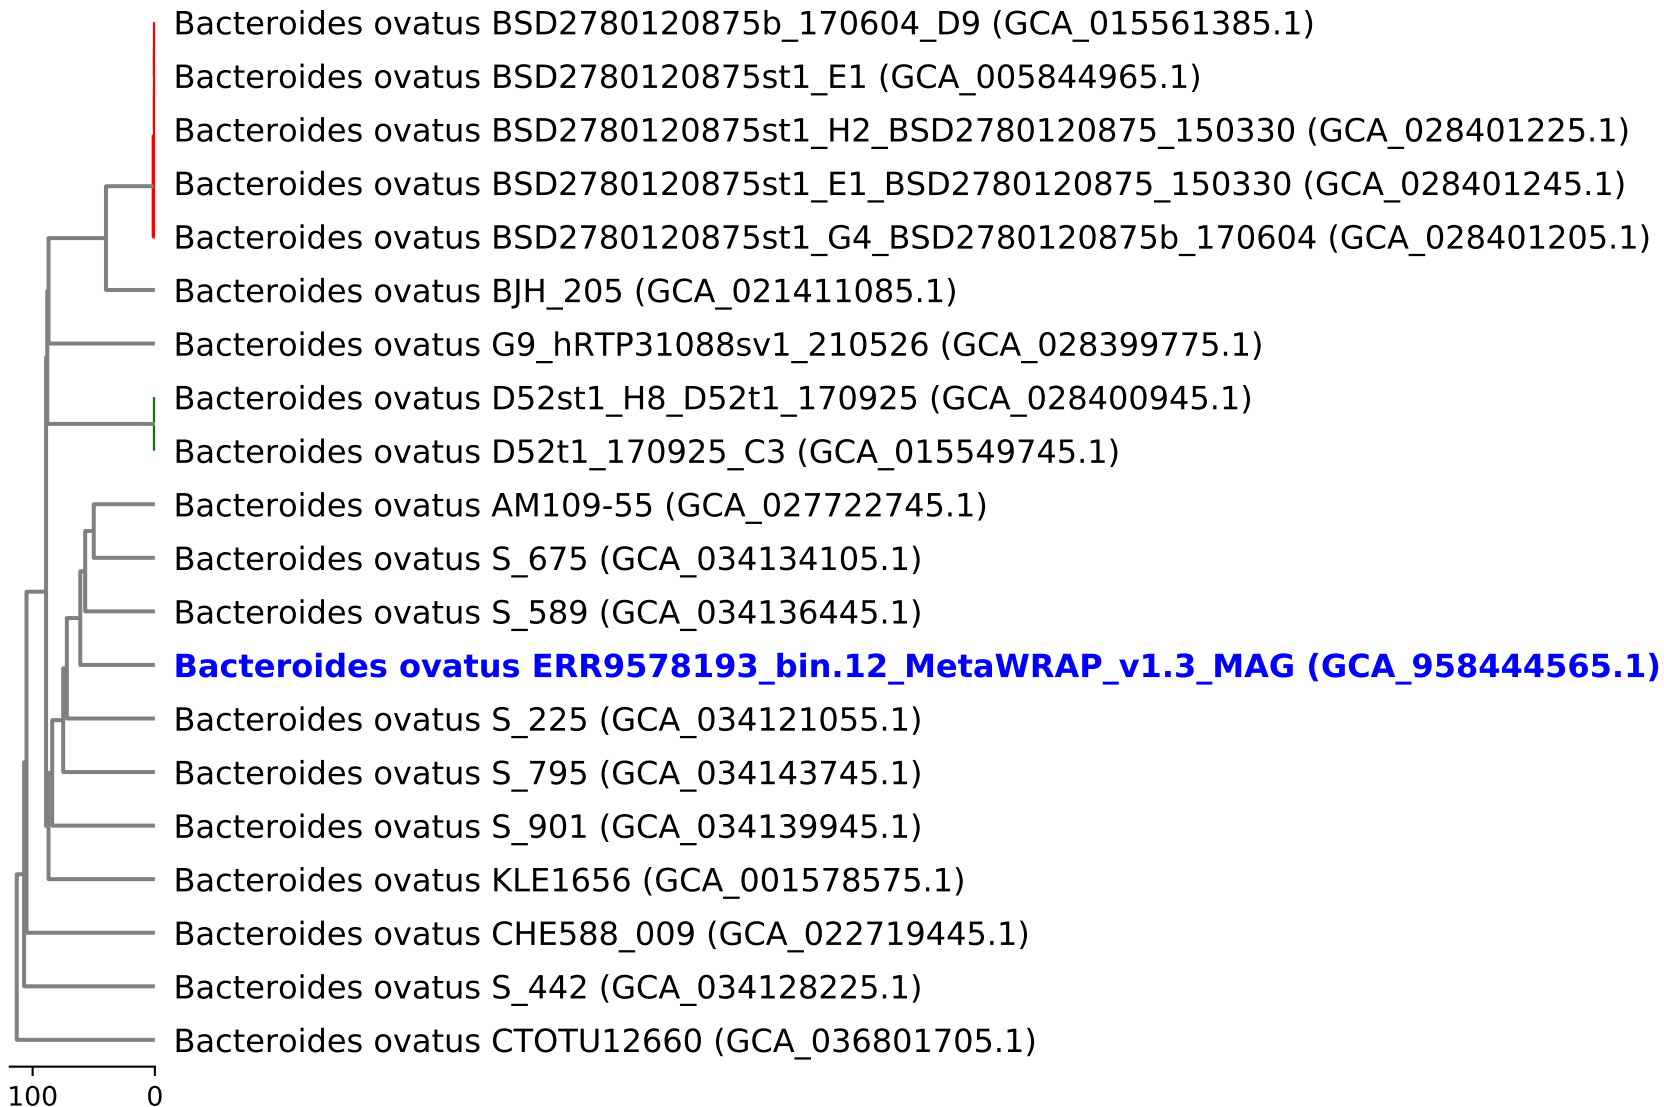 Bacteroides ovatus BSD2780120875b_170604_D9 (GCA_015561385.1)
Bacteroides ovatus BSD2780120875st1_E1 (GCA_005844965.1)
Bacteroides ovatus BSD2780120875st1_H2_BSD2780120875_150330 (GCA_028401225.1)
Bacteroides ovatus BSD2780120875st1_E1_BSD2780120875_150330 (GCA_028401245.1)
Bacteroides ovatus BSD2780120875st1_G4_BSD2780120875b_170604 (GCA_028401205.1)
Bacteroides ovatus BJH_205 (GCA_021411085.1)
Bacteroides ovatus G9_hRTP31088sv1_210526 (GCA_028399775.1)
Bacteroides ovatus D52st1_H8_D52t1_170925 (GCA_028400945.1)
Bacteroides ovatus D52t1_170925_C3 (GCA_015549745.1)
Bacteroides ovatus AM109-55 (GCA_027722745.1)
Bacteroides ovatus S_675 (GCA_034134105.1)
Bacteroides ovatus S_589 (GCA_034136445.1)
Bacteroides ovatus ERR9578193_bin.12_MetaWRAP_v1.3_MAG (GCA_958444565.1)
Bacteroides ovatus S_225 (GCA_034121055.1)
Bacteroides ovatus S_795 (GCA_034143745.1)
Bacteroides ovatus S_901 (GCA_034139945.1)
Bacteroides ovatus KLE1656 (GCA_001578575.1)
Bacteroides ovatus CHE588_009 (GCA_022719445.1)
Bacteroides ovatus S_442 (GCA_034128225.1)
Bacteroides ovatus CTOTU12660 (GCA_036801705.1)
100 0